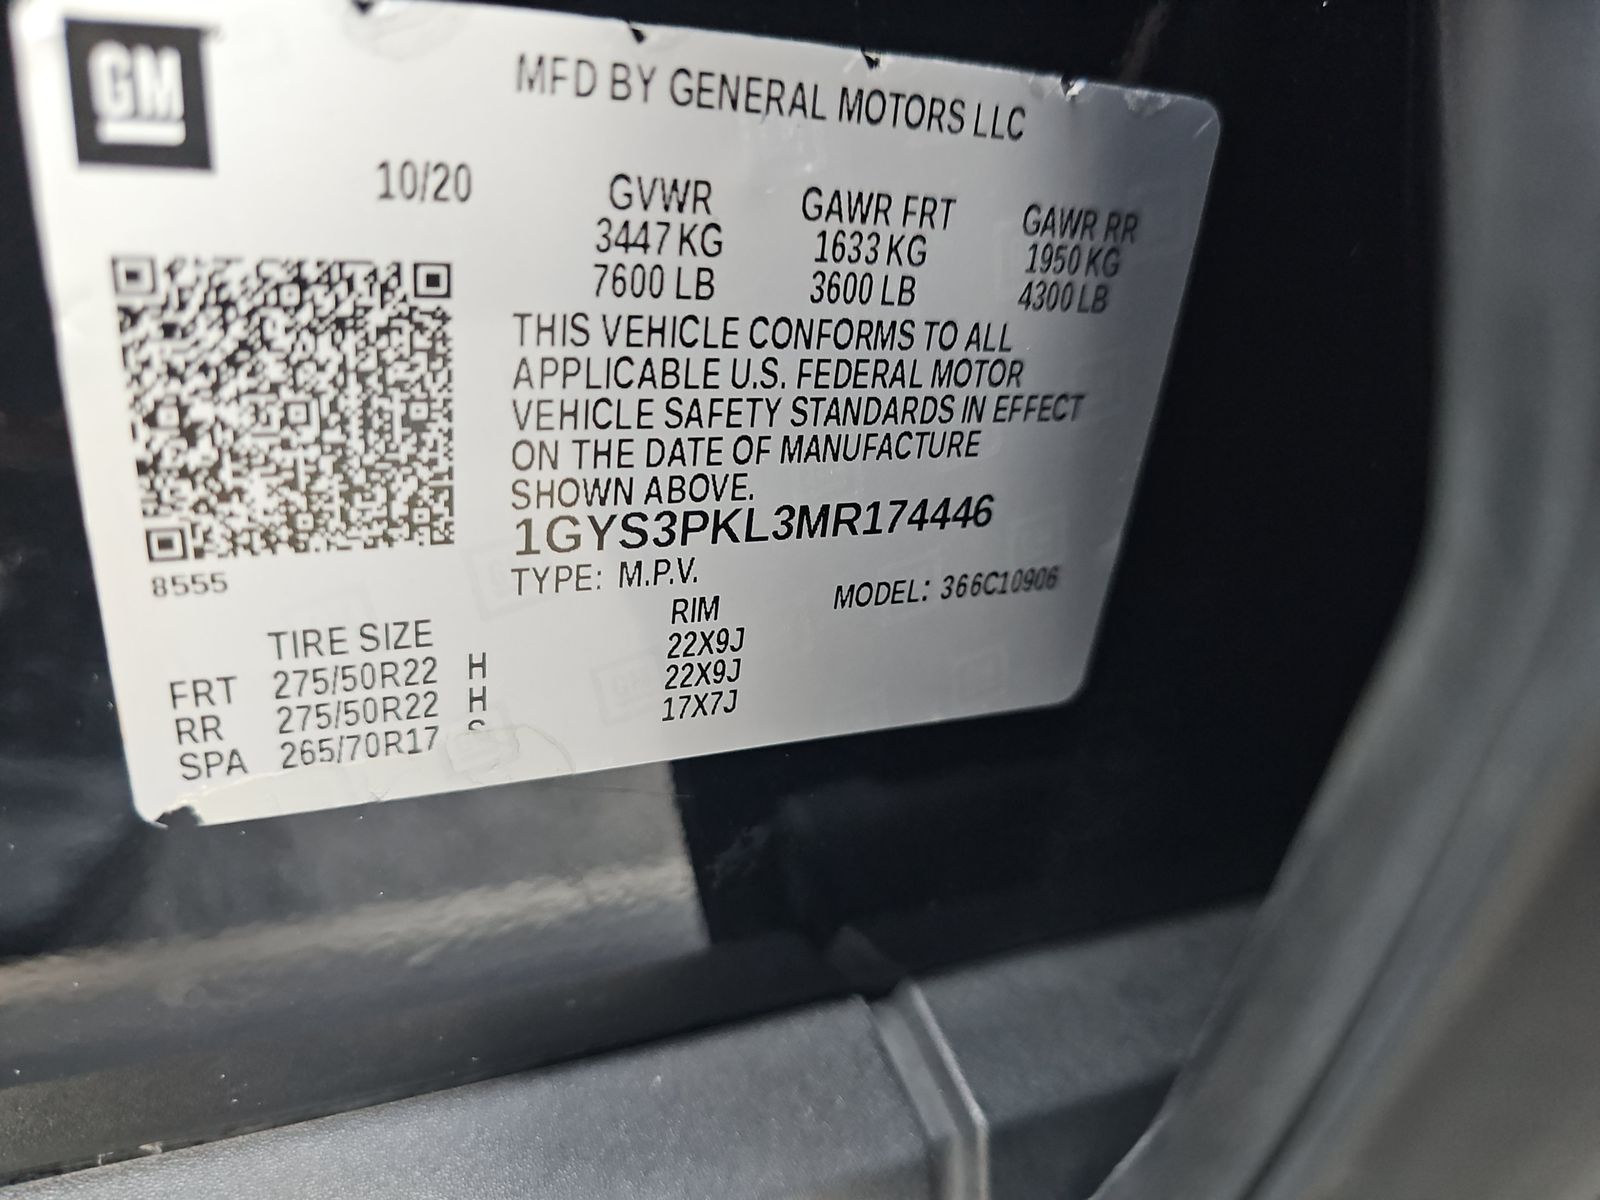 GM
MFD BY GENERAL MOTORS LLC
10/20
GVWR GAWR FRT GAWR RR
3447 KG 1633 KG 1950 KG
7600 LB 3600 LB 4300 LB
THIS VEHICLE CONFORMS TO ALL
APPLICABLE U.S. FEDERAL MOTOR
VEHICLE SAFETY STANDARDS IN EFFECT
ON THE DATE OF MANUFACTURE
SHOWN ABOVE.
1GYS3PKL3MR174446
8555
TYPE: M.P.V. MODEL: 366C10906
TIRE SIZE RIM
FRT 275/50R22 H 22X9J
RR 275/50R22 H 22X9J
SPA 265/70R17 S 17X7J